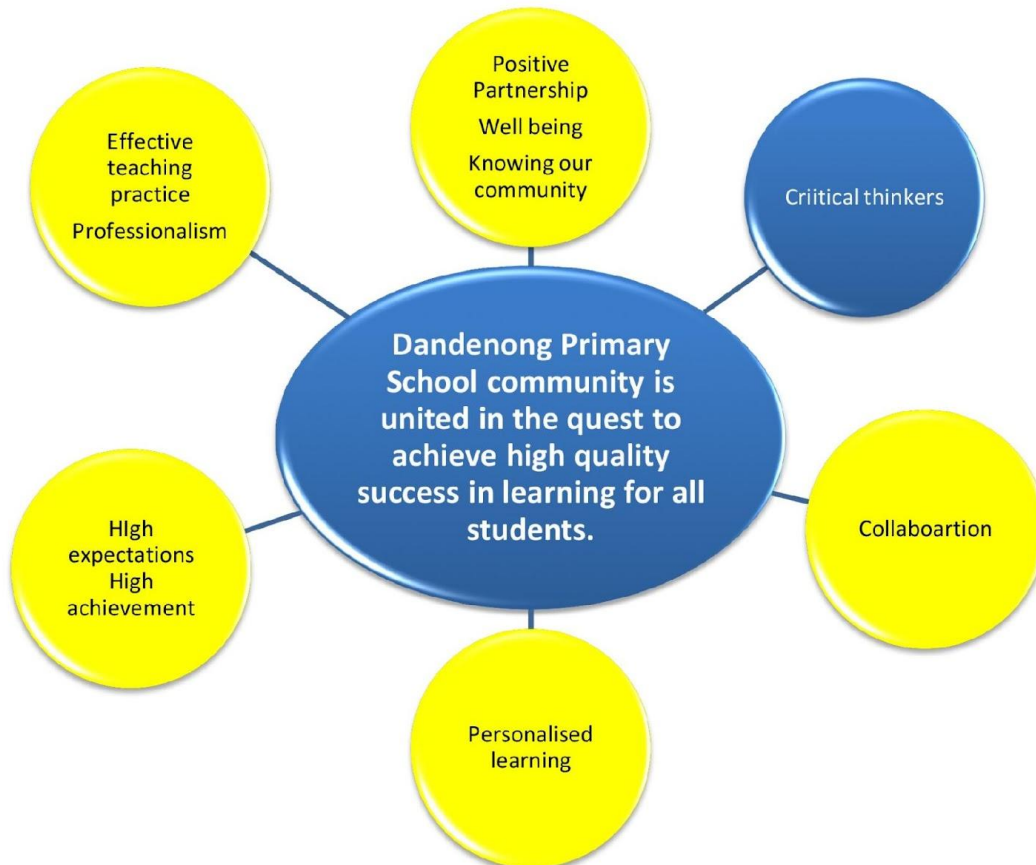 Positive
Partnership
Well being
Knowing our
community
Effective
teaching
practice
Professionalism
Criitical thinkers
Dandenong Primary
School community is
united in the quest to
achieve high quality
success in learning for all
students.
HIgh
expectations
High
achievement
Collaboartion
Personalised
learning